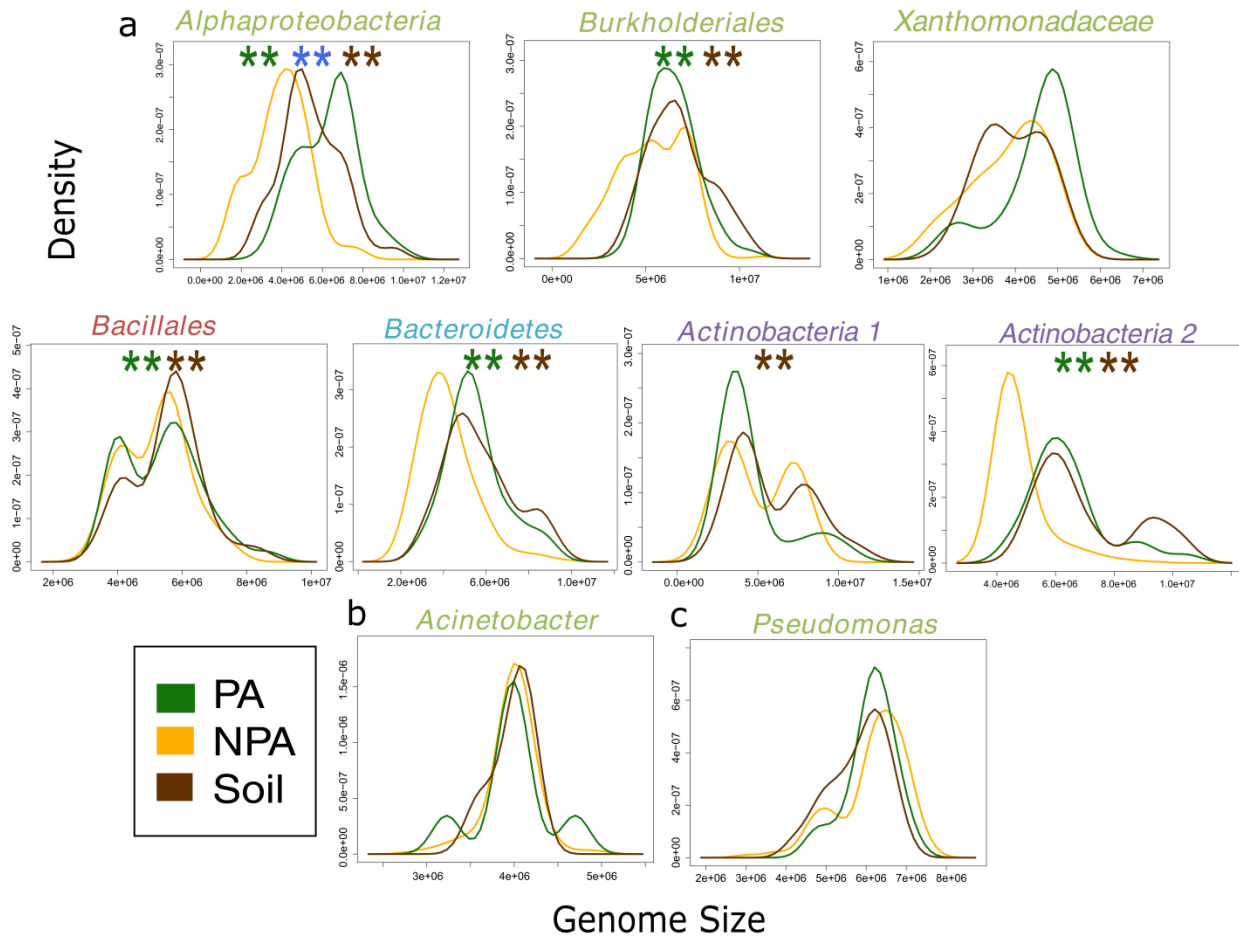 a
Alphaproteobacteria
Burkholderiales
Xanthomonadaceae
** ** **
** **
Density
0.0e+00 1.0e-07 2.0e-07 3.0e-07
0.0e+00 2.0e+06 4.0e+06 6.0e+06 8.0e+06 1.0e+07 1.2e+07
0.0e+00 1.0e-07 2.0e-07 3.0e-07
0e+00 5e+06 1e+07
0e+00 2e-07 4e-07 6e-07
1e+06 2e+06 3e+06 4e+06 5e+06 6e+06 7e+06
Bacillales
Bacteroidetes
Actinobacteria 1
Actinobacteria 2
** **
** **
**
** **
0e+00 1e-07 2e-07 3e-07 4e-07 5e-07
2e+06 4e+06 6e+06 8e+06 1e+07
0e+00 1e-07 2e-07 3e-07
2.0e+06 6.0e+06 1.0e+07
0.0e+00 1.0e-07 2.0e-07 3.0e-07
0.0e+00 5.0e+06 1.0e+07 1.5e+07
0e+00 2e-07 4e-07 6e-07
4.0e+06 6.0e+06 8.0e+06 1.0e+07
b
Acinetobacter
c
Pseudomonas
0.0e+00 5.0e-07 1.0e-06 1.5e-06
3e+06 4e+06 5e+06
0e+00 2e-07 4e-07 6e-07
2e+06 3e+06 4e+06 5e+06 6e+06 7e+06 8e+06
PA
NPA
Soil
Genome Size